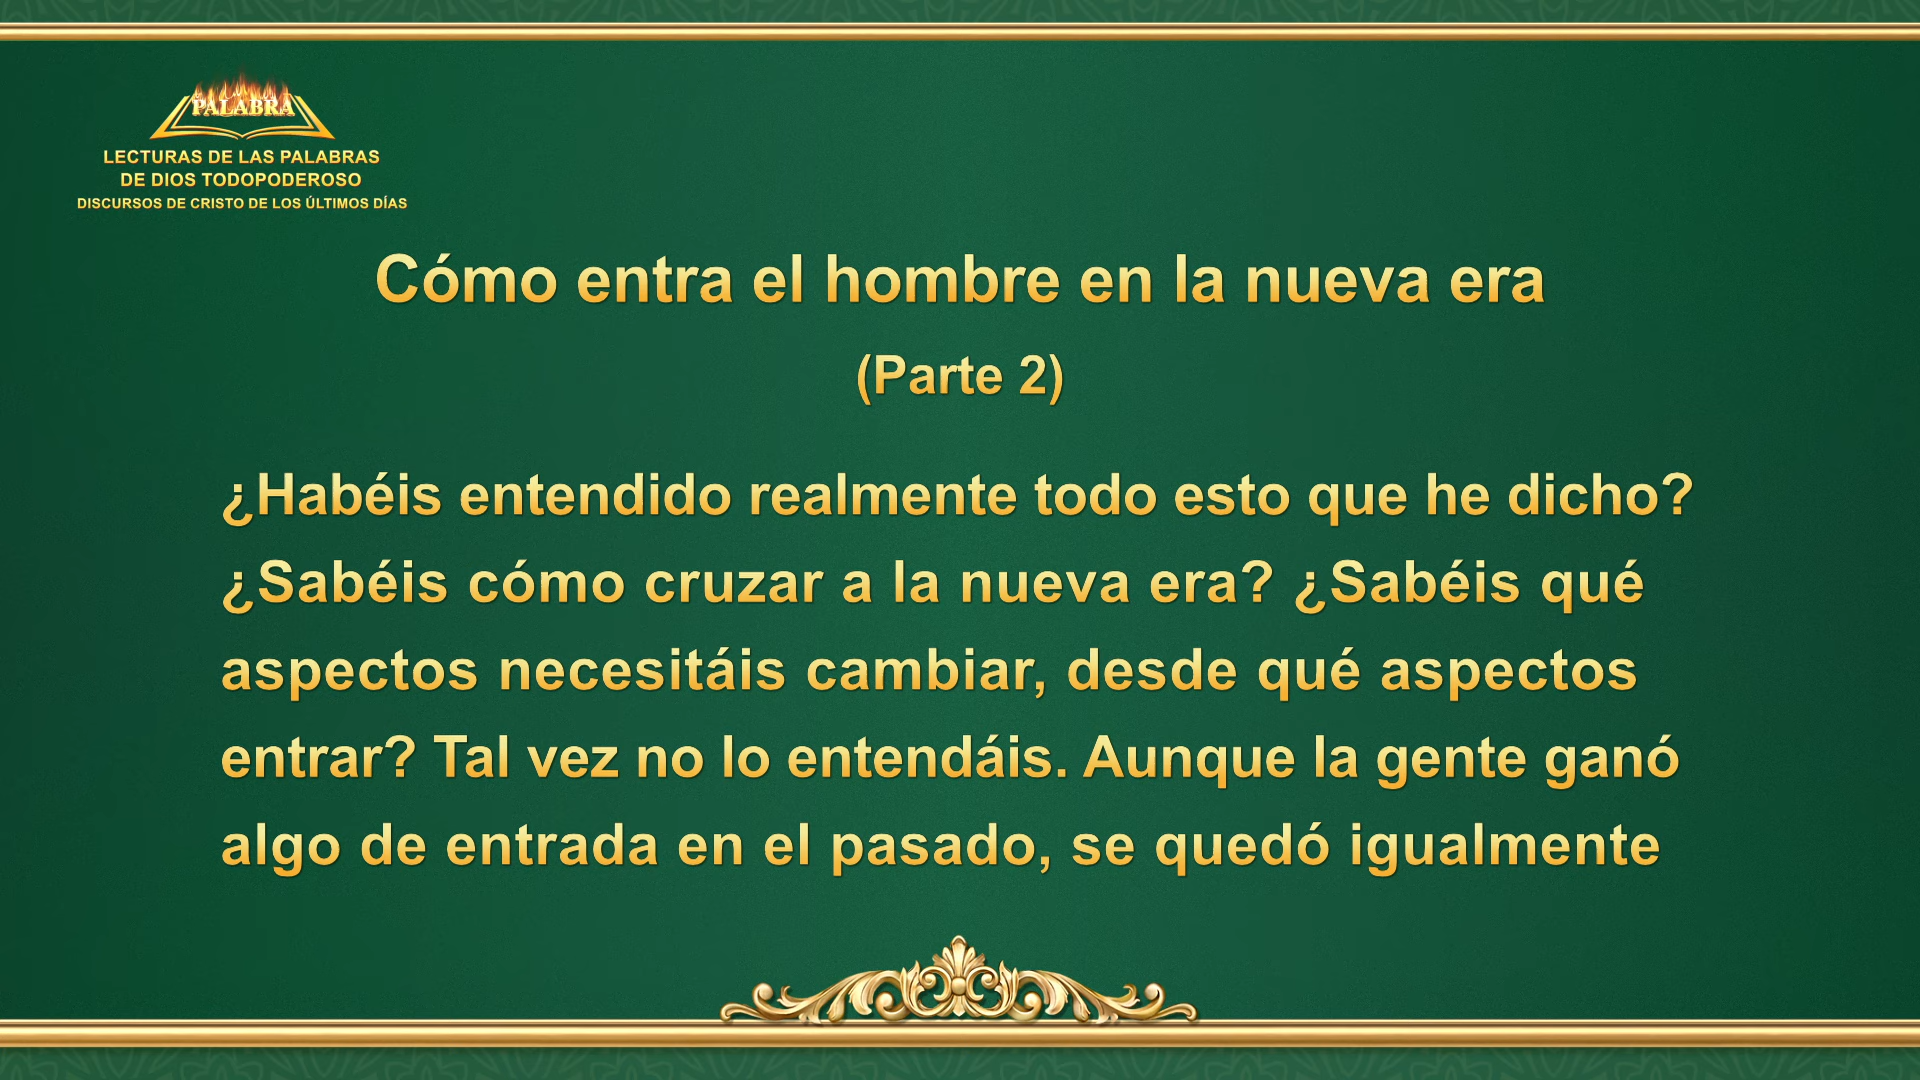 PALABRA
LECTURAS DE LAS PALABRAS
DE DIOS TODOPODEROSO
DISCURSOS DE CRISTO DE LOS ÚLTIMOS DÍAS
Cómo entra el hombre en la nueva era
(Parte 2)
¿Habéis entendido realmente todo esto que he dicho?
¿Sabéis cómo cruzar a la nueva era? ¿Sabéis qué
aspectos necesitáis cambiar, desde qué aspectos
entrar? Tal vez no lo entendáis. Aunque la gente ganó
algo de entrada en el pasado, se quedó igualmente